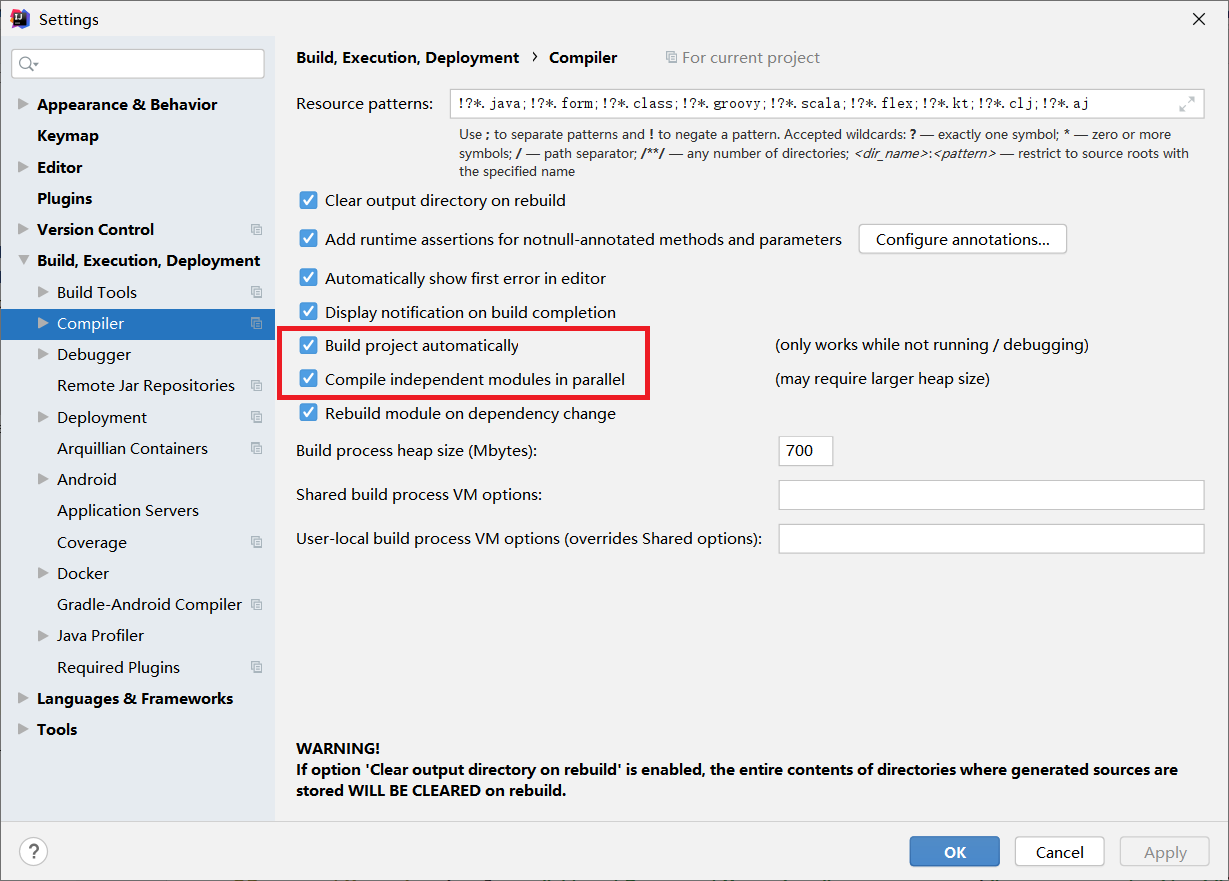 Settings
Appearance & Behavior
Keymap
Editor
Plugins
Version Control
Build, Execution, Deployment
Build Tools
Compiler
Debugger
Remote Jar Repositories
Deployment
Arquillian Containers
Android
Application Servers
Coverage
Docker
Gradle-Android Compiler
Java Profiler
Required Plugins
Languages & Frameworks
Tools
Build, Execution, Deployment › Compiler For current project
Resource patterns: !?*.java;!?*.form;!?*.class;!?*.groovy;!?*.scala;!?*.flex;!?*.kt;!?*.clj;!?*.aj
Use ; to separate patterns and ! to negate a pattern. Accepted wildcards: ? — exactly one symbol; * — zero or more
symbols; / — path separator; /**/ — any number of directories; <dir_name>:<pattern> — restrict to source roots with
the specified name
Clear output directory on rebuild
Add runtime assertions for notnull-annotated methods and parameters Configure annotations...
Automatically show first error in editor
Display notification on build completion
Build project automatically (only works while not running / debugging)
Compile independent modules in parallel (may require larger heap size)
Rebuild module on dependency change
Build process heap size (Mbytes): 700
Shared build process VM options:
User-local build process VM options (overrides Shared options):
WARNING!
If option 'Clear output directory on rebuild' is enabled, the entire contents of directories where generated sources are
stored WILL BE CLEARED on rebuild.
? OK Cancel Apply